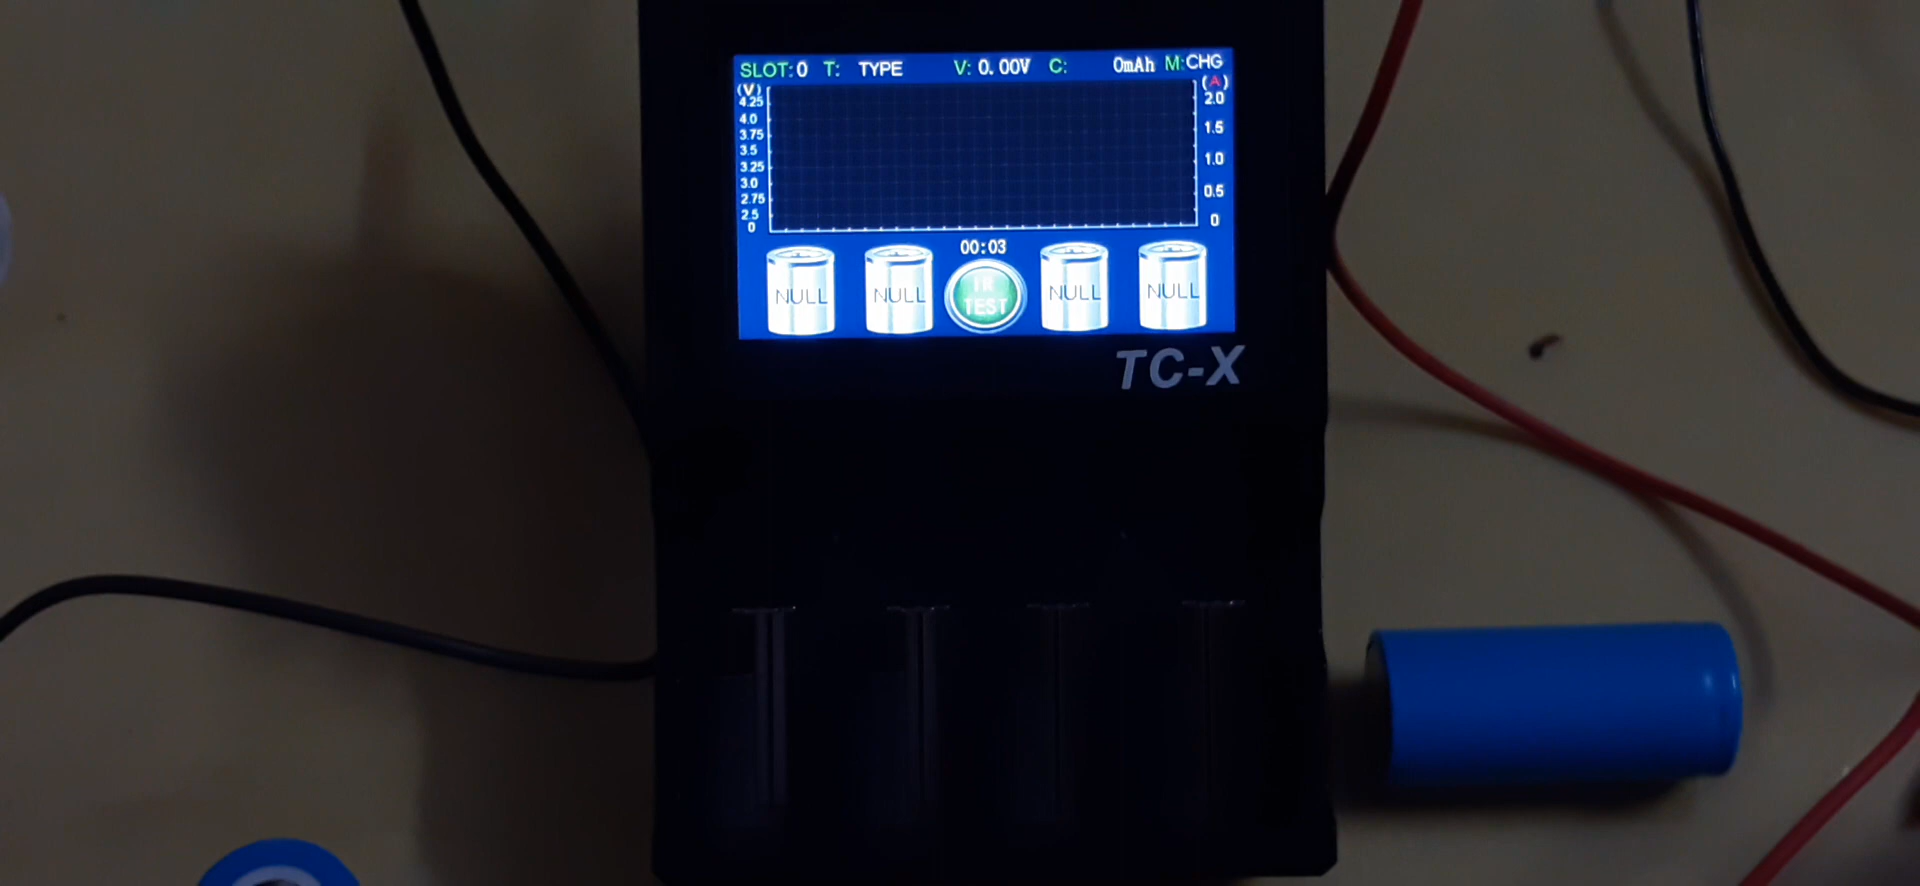 SLOT:0 T: TYPE V: 0.00V C: 0mAh M:CHG
(V) (A)
4.25 2.0
4.0
3.75 1.5
3.5
3.25 1.0
3.0
2.75 0.5
2.5
0 0
00:03
NULL NULL IR TEST NULL NULL
TC-X